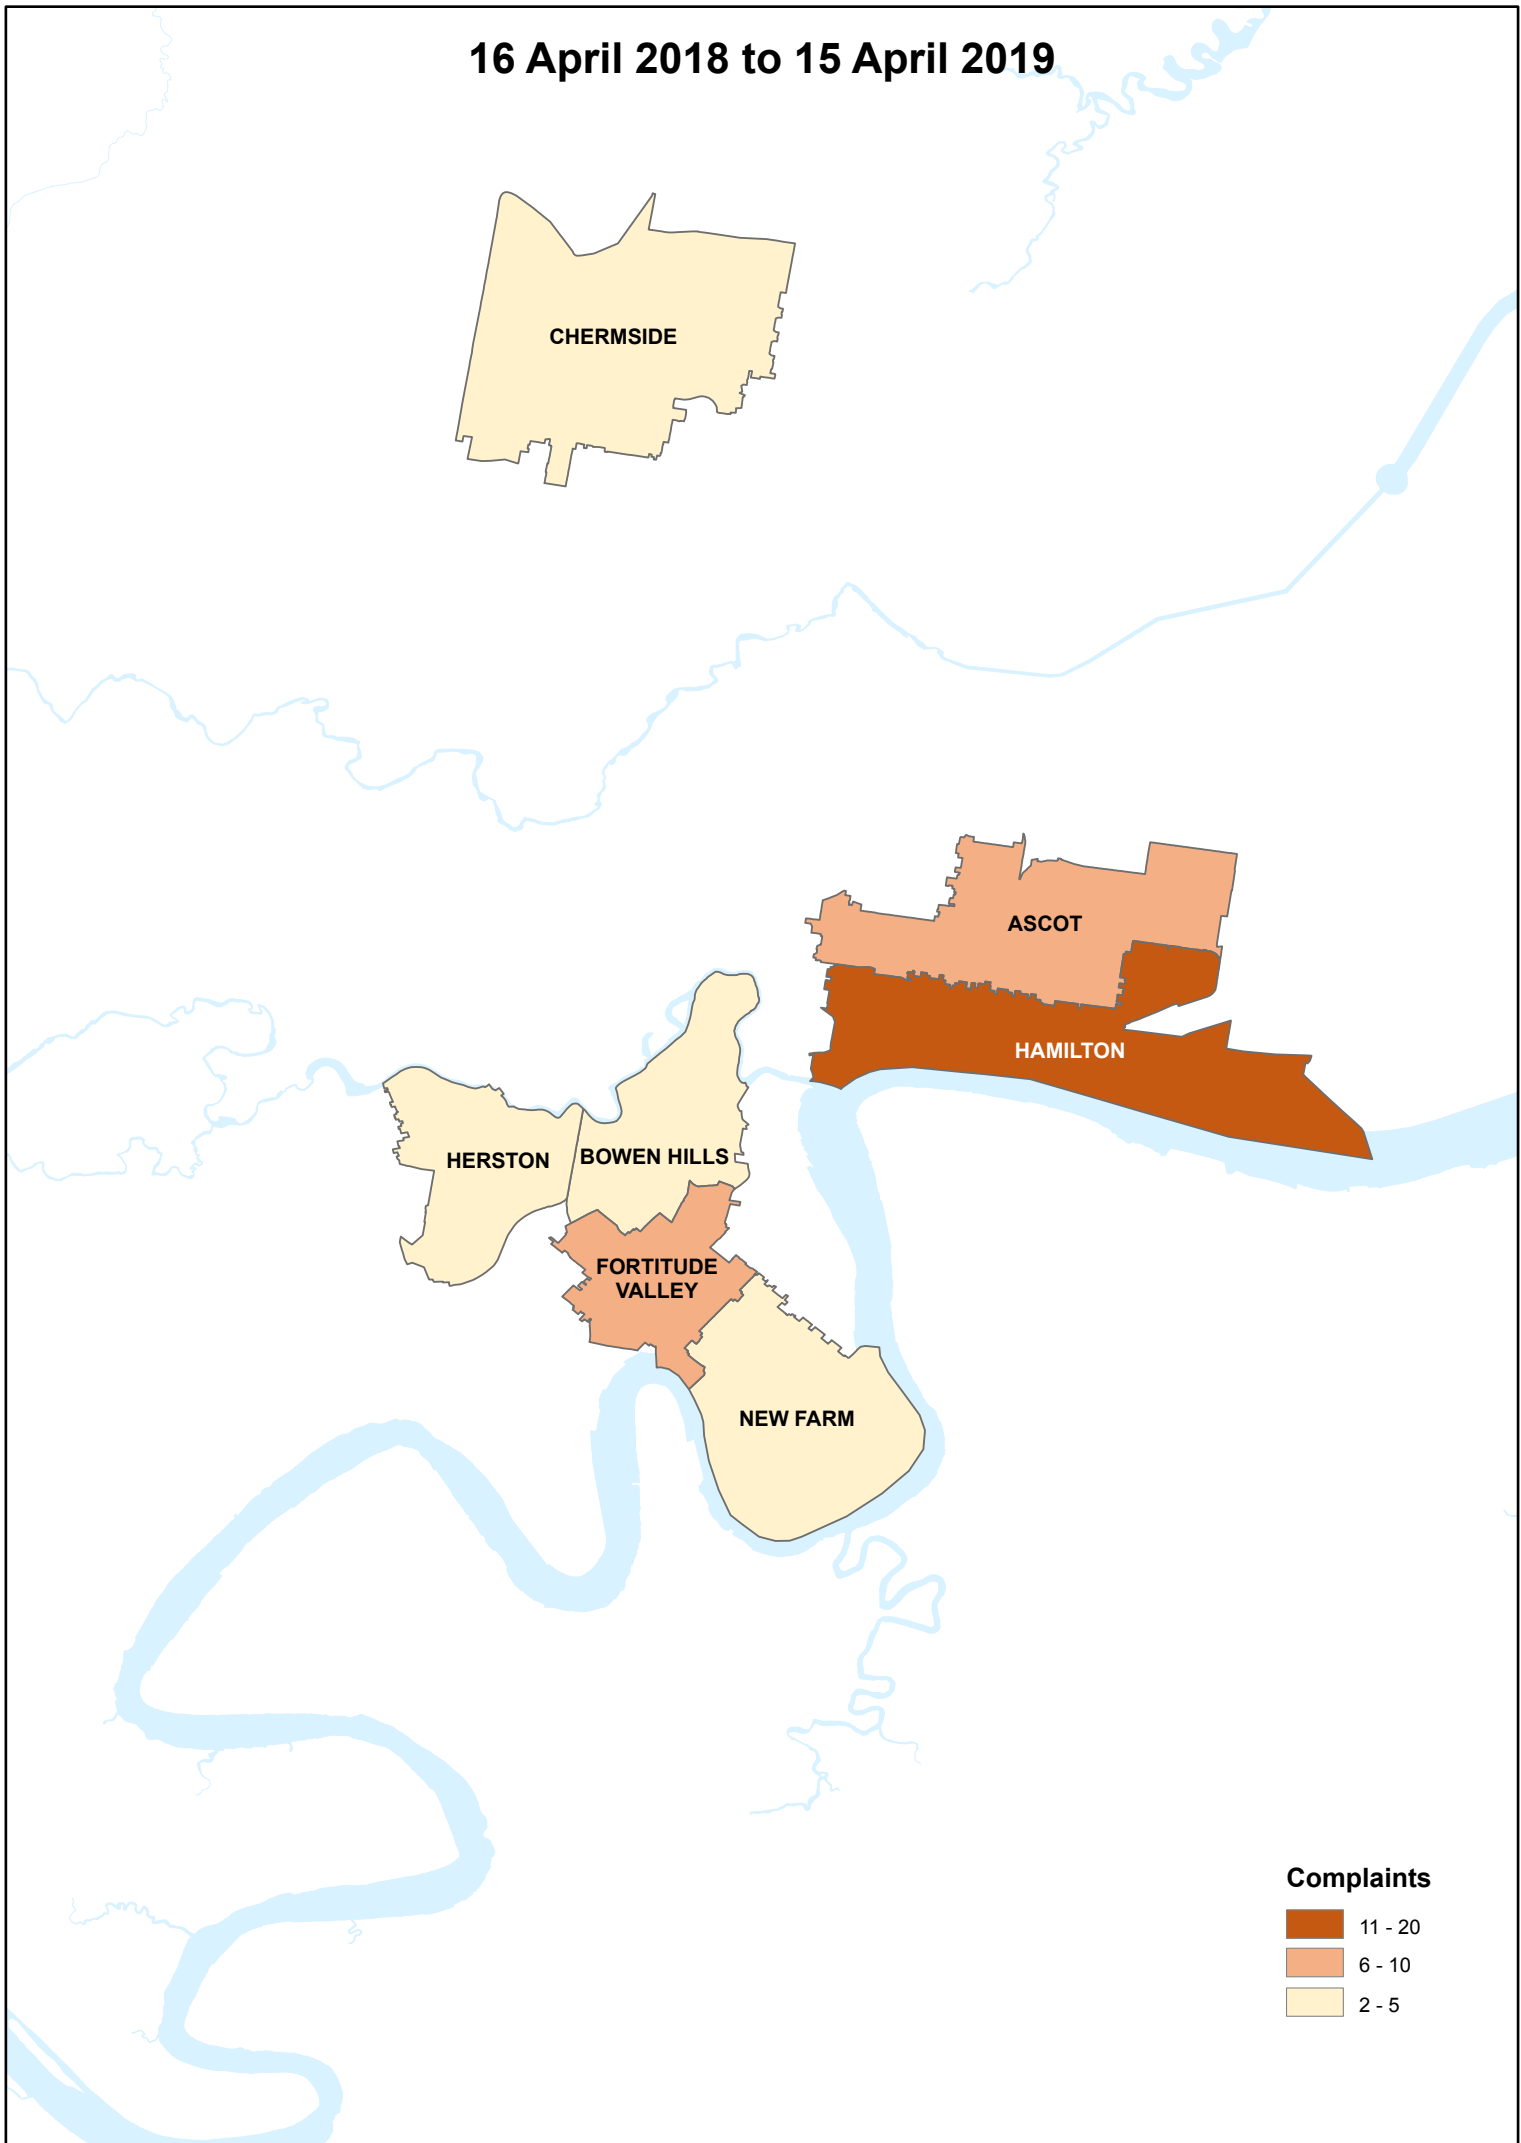 16 April 2018 to 15 April 2019
CHERMSIDE
ASCOT
HAMILTON
HERSTON
BOWEN HILLS
FORTITUDE
VALLEY
NEW FARM
Complaints
11 - 20
6 - 10
2 - 5